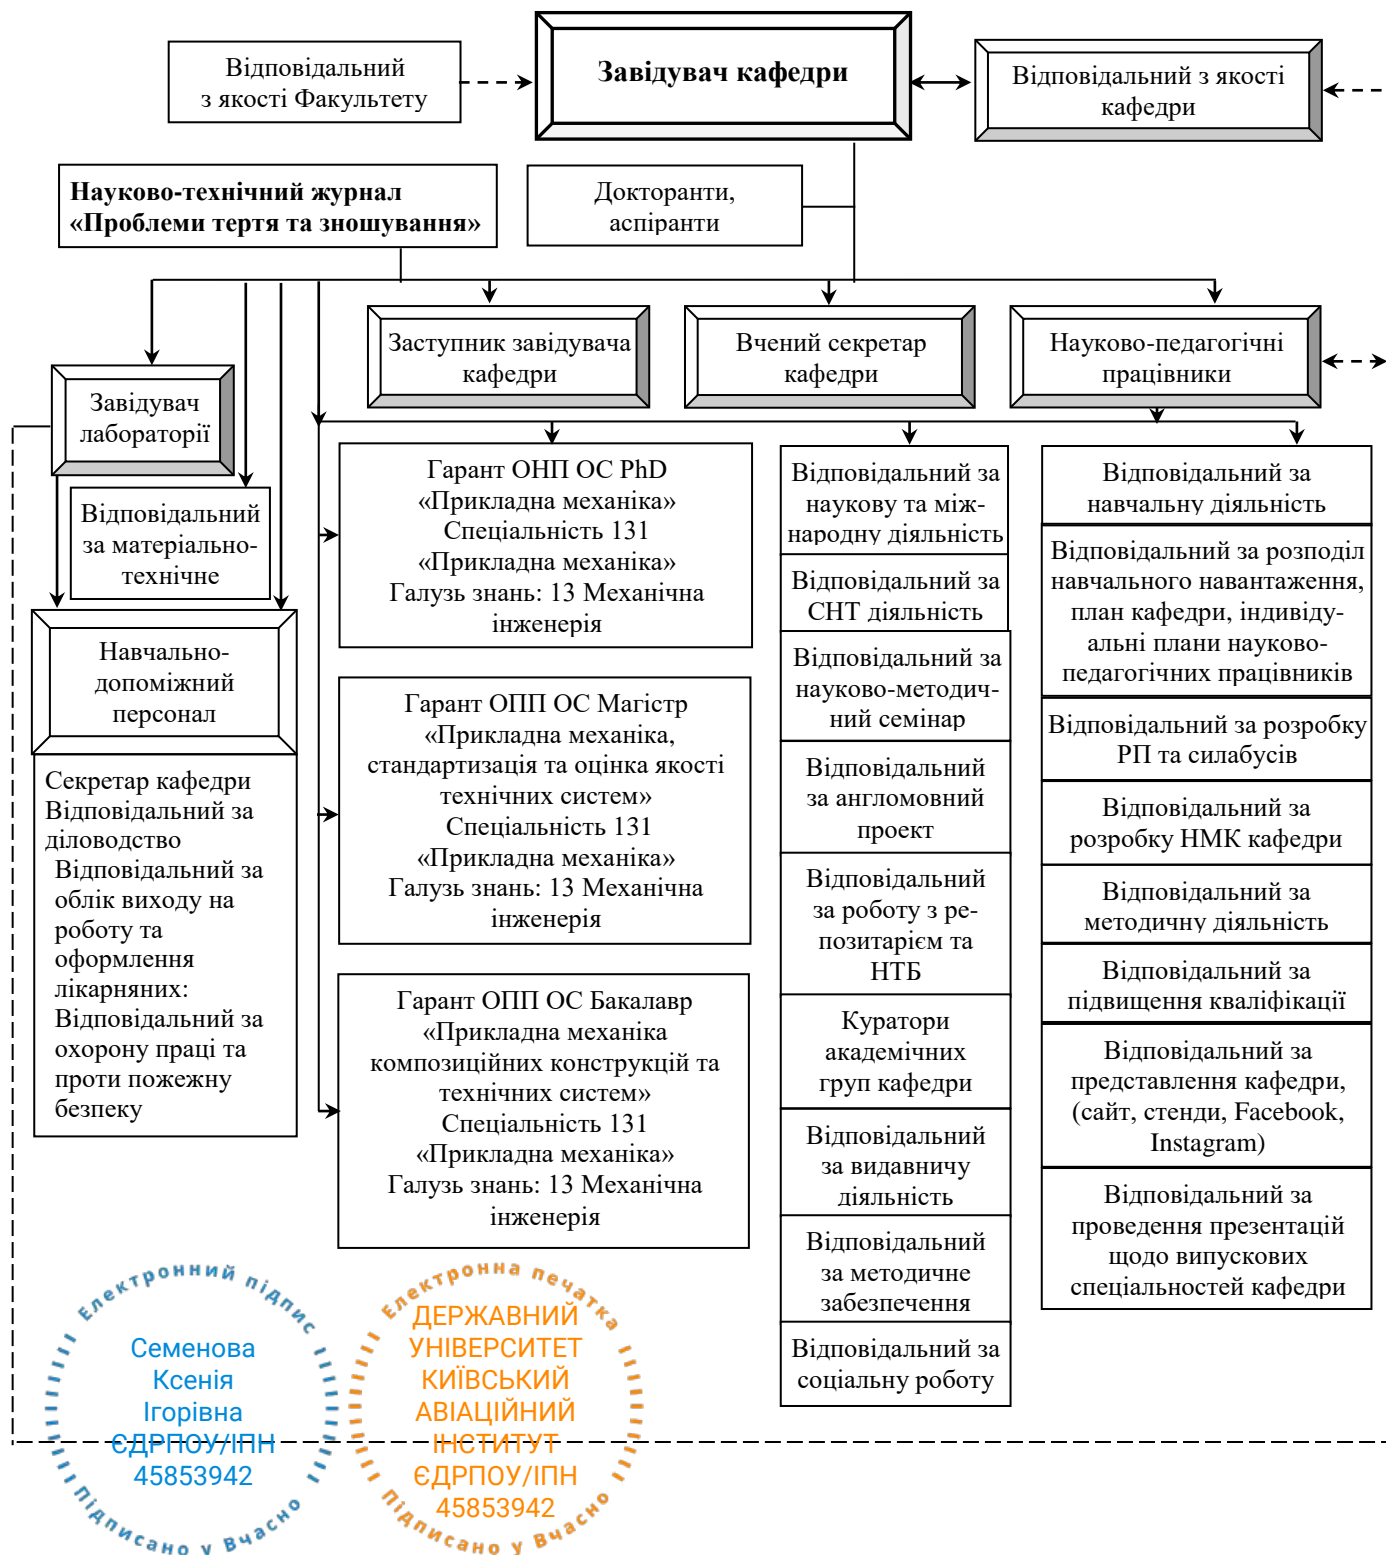 Відповідальний
з якості Факультету
Завідувач кафедри
Відповідальний з якості
кафедри
Науково-технічний журнал
«Проблеми тертя та зношування»
Докторанти,
аспіранти
Заступник завідувача
кафедри
Вчений секретар
кафедри
Науково-педагогічні
працівники
Завідувач
лабораторії
Відповідальний
за матеріально-
технічне
Навчально-
допоміжний
персонал
Секретар кафедри
Відповідальний за
діловодство
Відповідальний за
облік виходу на
роботу та
оформлення
лікарняних:
Відповідальний за
охорону праці та
проти пожежну
безпеку
Гарант ОНП ОС PhD
«Прикладна механіка»
Спеціальність 131
«Прикладна механіка»
Галузь знань: 13 Механічна
інженерія
Гарант ОПП ОС Магістр
«Прикладна механіка,
стандартизація та оцінка якості
технічних систем»
Спеціальність 131
«Прикладна механіка»
Галузь знань: 13 Механічна
інженерія
Гарант ОПП ОС Бакалавр
«Прикладна механіка
композиційних конструкцій та
технічних систем»
Спеціальність 131
«Прикладна механіка»
Галузь знань: 13 Механічна
інженерія
Відповідальний за
наукову та між-
народну діяльність
Відповідальний за
СНТ діяльність
Відповідальний за
науково-методич-
ний семінар
Відповідальний
за англомовний
проект
Відповідальний
за роботу з ре-
позитарієм та
НТБ
Куратори
академічних
груп кафедри
Відповідальний
за видавничу
діяльність
Відповідальний
за методичне
забезпечення
Відповідальний за
соціальну роботу
Відповідальний за
навчальну діяльність
Відповідальний за розподіл
навчального навантаження,
план кафедри, індивіду-
альні плани науково-
педагогічних працівників
Відповідальний за розробку
РП та силабусів
Відповідальний за
розробку НМК кафедри
Відповідальний за
методичну діяльність
Відповідальний за
підвищення кваліфікації
Відповідальний за
представлення кафедри,
(сайт, стенди, Facebook,
Instagram)
Відповідальний за
проведення презентацій
щодо випускових
спеціальностей кафедри
Електронний підпис
Семенова
Ксенія
Ігорівна
ЄДРПОУ/ІПН
45853942
Підписано у Вчасно
Електронна печатка
ДЕРЖАВНИЙ
УНІВЕРСИТЕТ
КИЇВСЬКИЙ
АВІАЦІЙНИЙ
ІНСТИТУТ
ЄДРПОУ/ІПН
45853942
Підписано у Вчасно